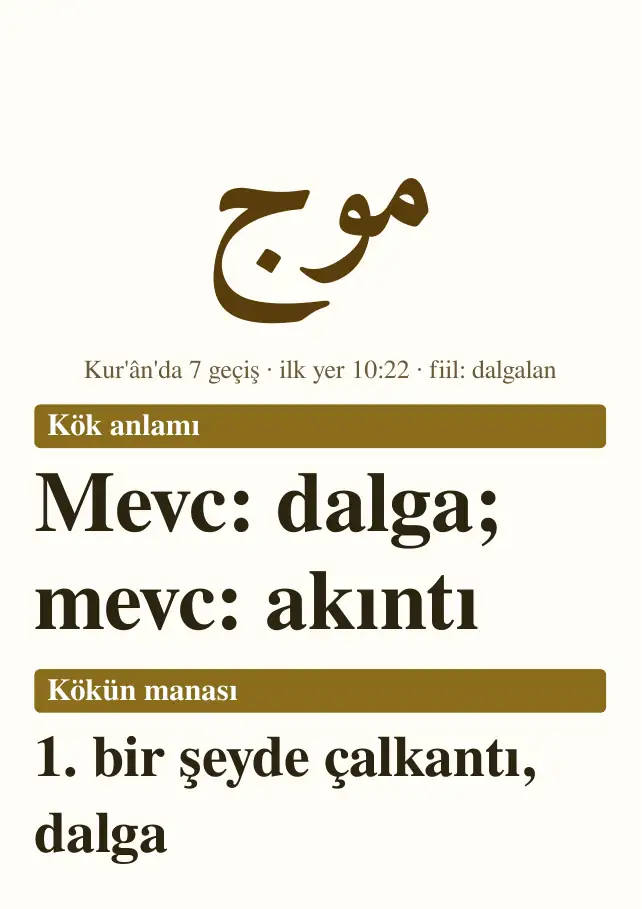 موج
Kur'ân'da 7 geçiş · ilk yer 10:22 · fiil: dalgalan
Kök anlamı
Mevc: dalga;
mevc: akıntı
Kökün manası
1. bir şeyde çalkantı,
dalga